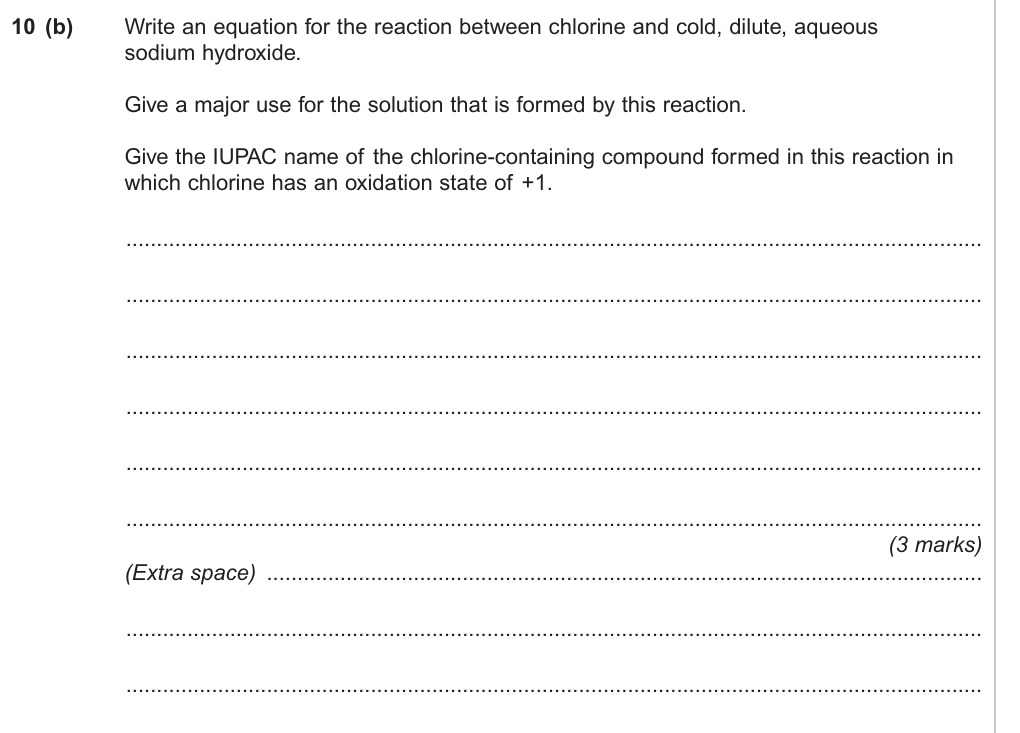 10 (b) Write an equation for the reaction between chlorine and cold, dilute, aqueous
sodium hydroxide.
Give a major use for the solution that is formed by this reaction.
Give the IUPAC name of the chlorine-containing compound formed in this reaction in
which chlorine has an oxidation state of +1.
(3 marks)
(Extra space)